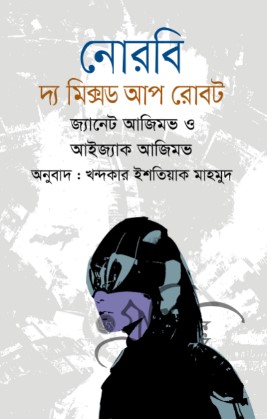 নোরবি
দ্য মিক্সড আপ রোবট
জ্যানেট আজিমভ ও
আইজ্যাক আজিমভ
অনুবাদ : খন্দকার ইশতিয়াক মাহমুদ